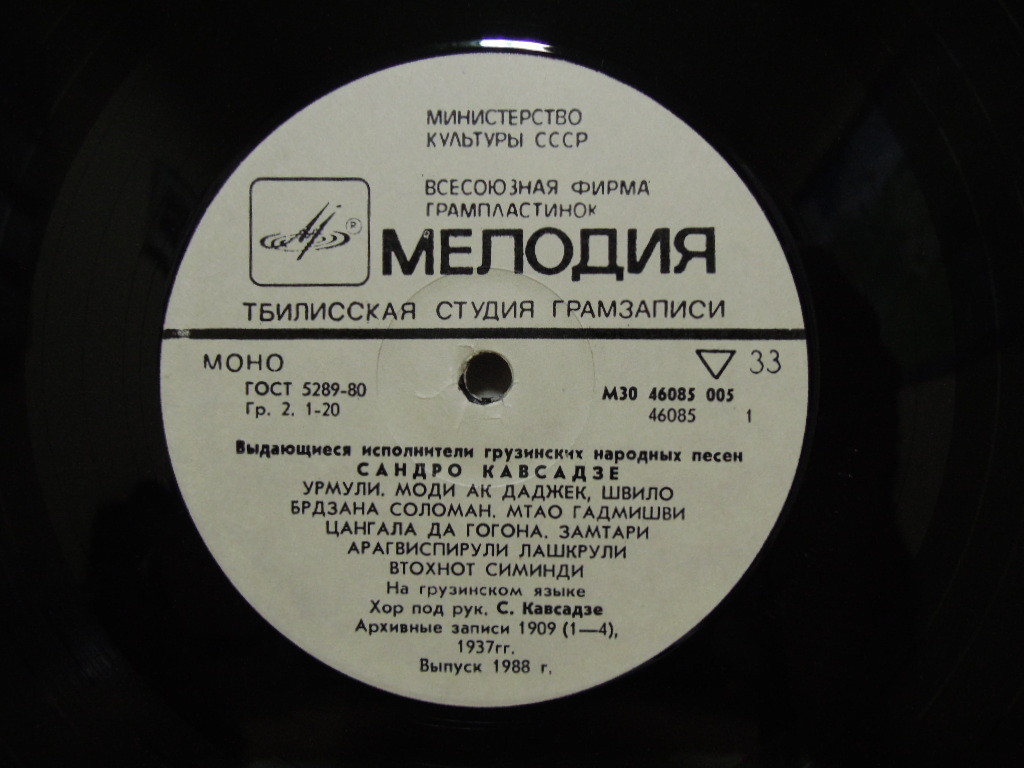 МИНИСТЕРСТВО
КУЛЬТУРЫ СССР
ВСЕСОЮЗНАЯ ФИРМА
ГРАМПЛАСТИНОК
МЕЛОДИЯ
ТБИЛИССКАЯ СТУДИЯ ГРАМЗАПИСИ
МОНО
33
ГОСТ 5289-80
Гр. 2. 1-20
М30 46085 005
46085 1
Выдающиеся исполнители грузинских народных песен
САНДРО КАВСАДЗЕ
УРМУЛИ. МОДИ АК ДАДЖЕК, ШВИЛО
БРДЗАНА СОЛОМАН. МТАО ГАДМИШВИ
ЦАНГАЛА ДА ГОГОНА. ЗАМТАРИ
АРАГВИСПИРУЛИ ЛАШКРУЛИ
ВТОХНОТ СИМИНДИ
На грузинском языке
Хор под рук. С. Кавсадзе
Архивные записи 1909 (1—4),
1937гг.
Выпуск 1988 г.